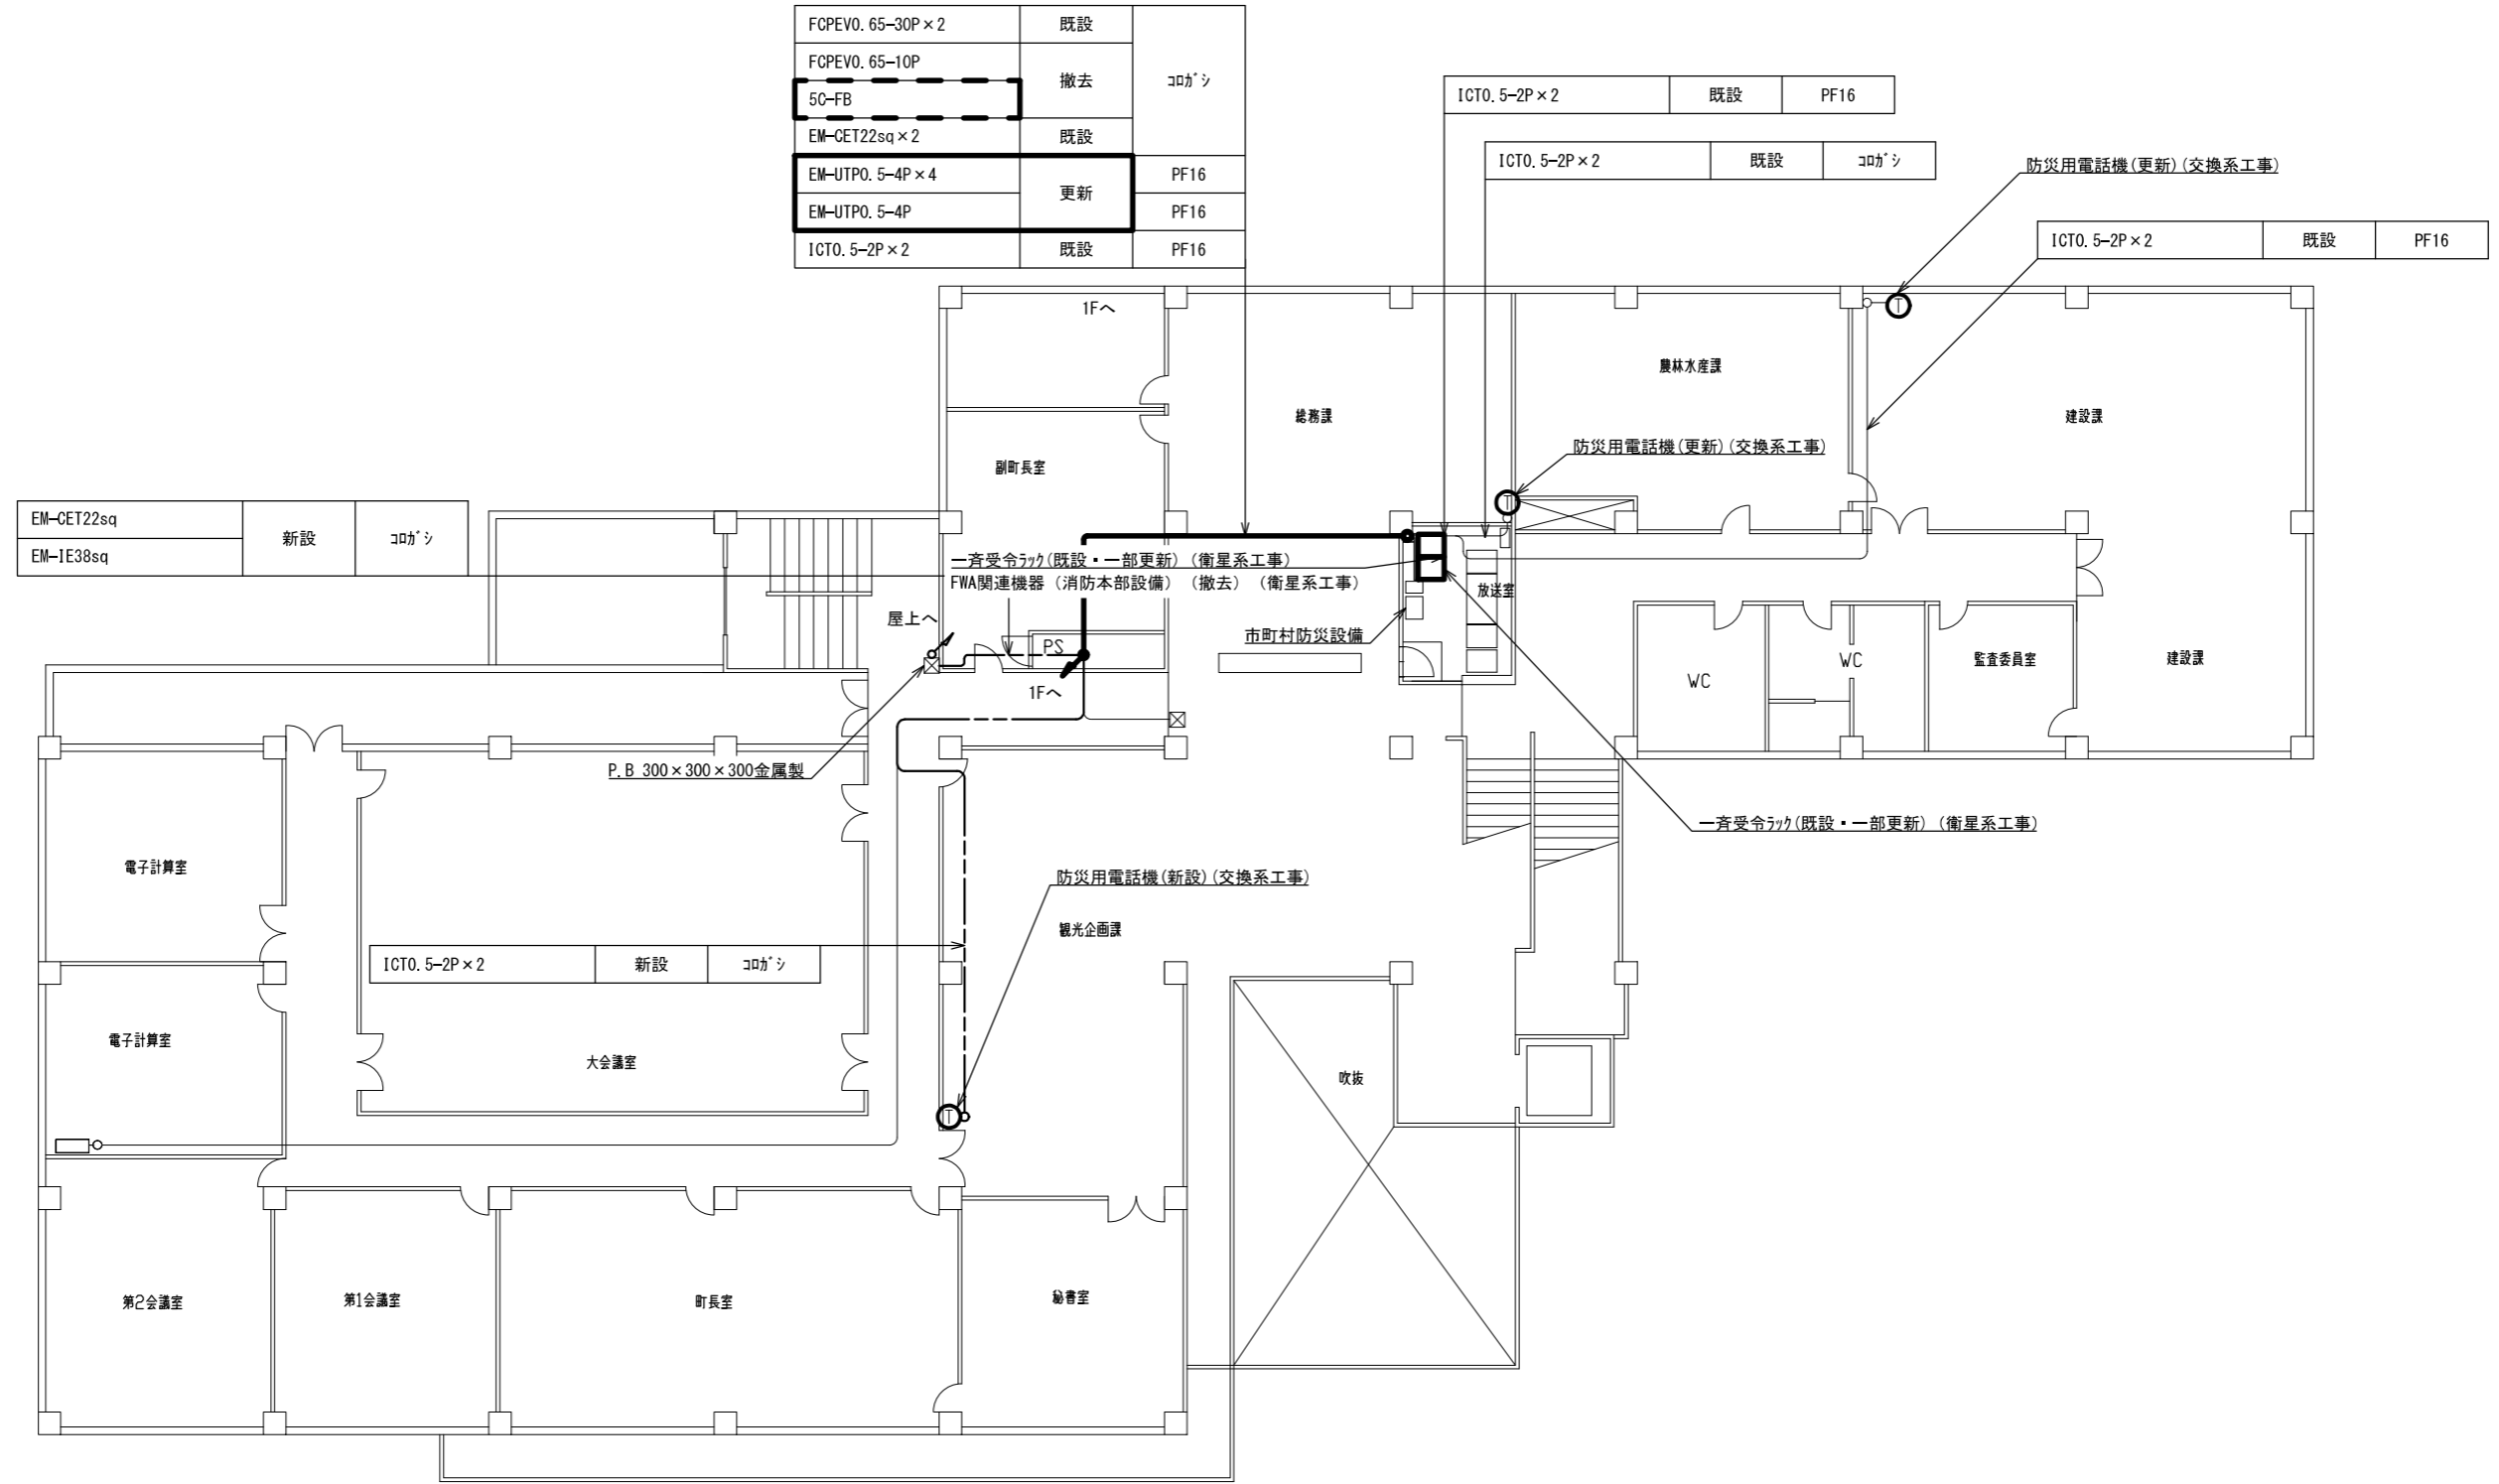 FCPEV0.65-30P×2 既設
FCPEV0.65-10P
撤去
ｺﾛｶﾞｼ
5C-FB
EM-CET22sq×2 既設
EM-UTP0.5-4P×4 PF16
更新
EM-UTP0.5-4P PF16
ICT0.5-2P×2 既設 PF16
ICT0.5-2P×2 既設 PF16
ICT0.5-2P×2 既設 ｺﾛｶﾞｼ
防災用電話機(更新)(交換系工事)
ICT0.5-2P×2 既設 PF16
1Fへ
T
農林水産課
総務課
建設課
防災用電話機(更新)(交換系工事)
副町長室
T
EM-CET22sq
新設 ｺﾛｶﾞｼ
EM-IE38sq
一斉受令ﾗｯｸ(既設・一部更新)（衛星系工事）
FWA関連機器（消防本部設備）（撤去）（衛星系工事）
放送室
屋上へ
市町村防災設備
PS
WC
監査委員室
建設課
WC
1Fへ
P.B 300×300×300金属製
一斉受令ﾗｯｸ(既設・一部更新)（衛星系工事）
電子計算室
防災用電話機(新設)(交換系工事)
観光企画課
ICT0.5-2P×2 新設 ｺﾛｶﾞｼ
電子計算室
大会議室
吹抜
T
第2会議室
第1会議室
町長室
秘書室